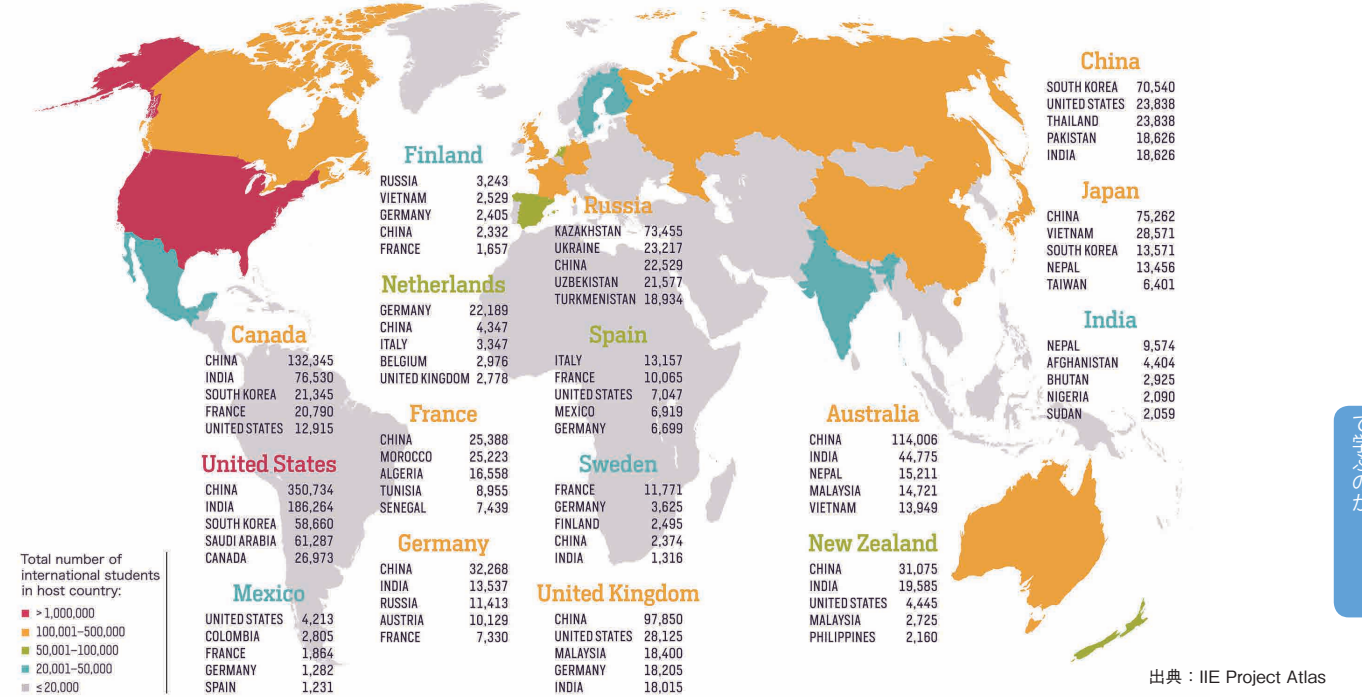 China
SOUTH KOREA 70,540
UNITED STATES 23,838
THAILAND 23,838
PAKISTAN 18,626
INDIA 18,626
Japan
CHINA 75,262
VIETNAM 28,571
SOUTH KOREA 13,571
NEPAL 13,456
TAIWAN 6,401
India
NEPAL 9,574
AFGHANISTAN 4,404
BHUTAN 2,925
NIGERIA 2,090
SUDAN 2,059
Finland
RUSSIA 3,243
VIETNAM 2,529
GERMANY 2,405
CHINA 2,332
FRANCE 1,657
Netherlands
GERMANY 22,189
CHINA 4,347
ITALY 3,347
BELGIUM 2,976
UNITED KINGDOM 2,778
France
CHINA 25,388
MOROCCO 25,223
ALGERIA 16,558
TUNISIA 8,955
SENEGAL 7,439
Germany
CHINA 32,268
INDIA 13,537
RUSSIA 11,413
AUSTRIA 10,129
FRANCE 7,330
Russia
KAZAKHSTAN 73,455
UKRAINE 23,217
CHINA 22,529
UZBEKISTAN 21,577
TURKMENISTAN 18,934
Spain
ITALY 13,157
FRANCE 10,065
UNITED STATES 7,047
MEXICO 6,919
GERMANY 6,699
Sweden
FRANCE 11,771
GERMANY 3,625
FINLAND 2,495
CHINA 2,374
INDIA 1,316
United Kingdom
CHINA 97,850
UNITED STATES 28,125
MALAYSIA 18,400
GERMANY 18,205
INDIA 18,015
Canada
CHINA 132,345
INDIA 76,530
SOUTH KOREA 21,345
FRANCE 20,790
UNITED STATES 12,915
United States
CHINA 350,734
INDIA 186,264
SOUTH KOREA 58,660
SAUDI ARABIA 61,287
CANADA 26,973
Mexico
UNITED STATES 4,213
COLOMBIA 2,805
FRANCE 1,864
GERMANY 1,282
SPAIN 1,231
Australia
CHINA 114,006
INDIA 44,775
NEPAL 15,211
MALAYSIA 14,721
VIETNAM 13,949
New Zealand
CHINA 31,075
INDIA 19,585
UNITED STATES 4,445
MALAYSIA 2,725
PHILIPPINES 2,160
Total number of
international students
in host country:
> 1,000,000
100,001–500,000
50,001–100,000
20,001–50,000
≤ 20,000
出典：IIE Project Atlas